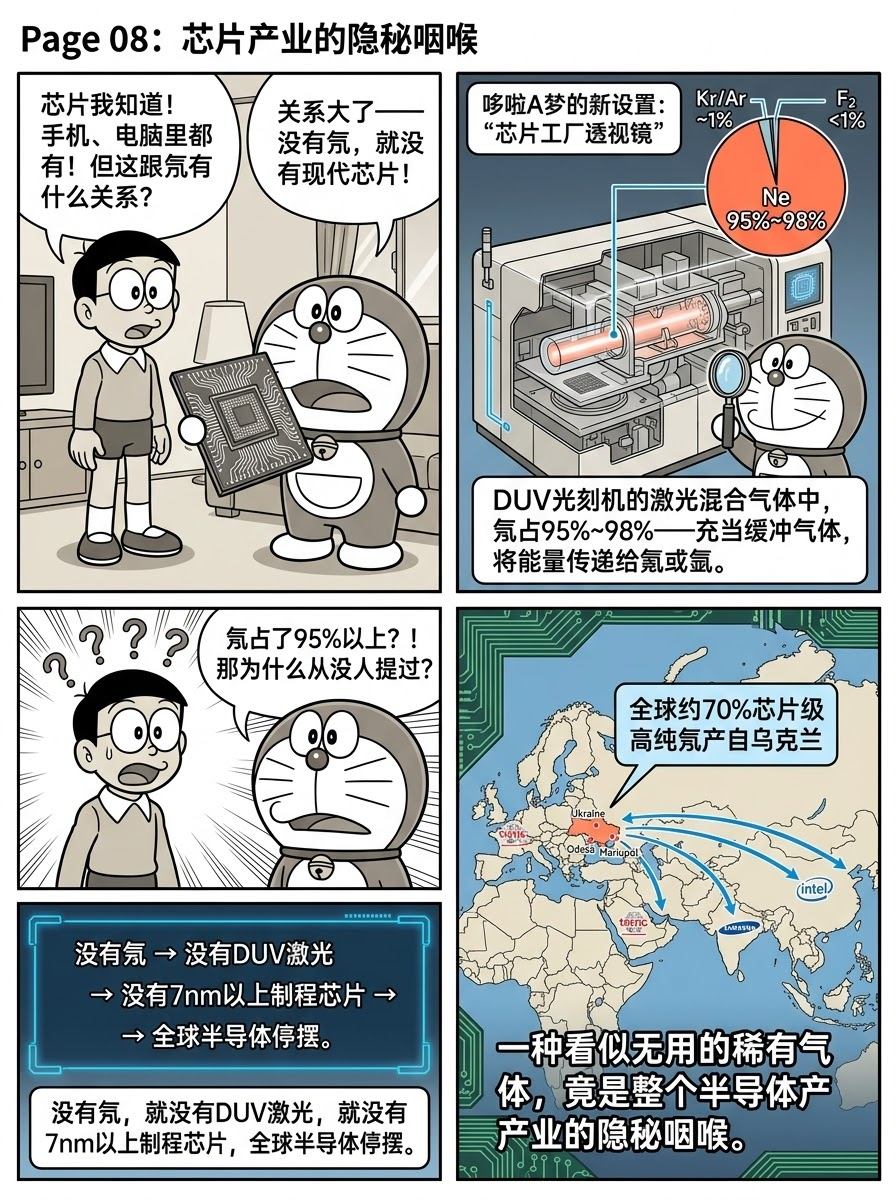 Page 08：芯片产业的隐秘咽喉
芯片我知道！
手机、电脑里都
有！但这跟氖有
什么关系？
关系大了——
没有氖，就没
有现代芯片！
哆啦A梦的新设置：
“芯片工厂透视镜”
Kr/Ar
~1%
F₂
<1%
Ne
95%~98%
DUV光刻机的激光混合气体中，
氖占95%~98%——充当缓冲气体，
将能量传递给氪或氩。
? ? ? ?
氖占了95%以上？！
那为什么从没人提过？
没有氖 → 没有DUV激光
→ 没有7nm以上制程芯片 →
→ 全球半导体停摆。
没有氖，就没有DUV激光，就没有
7nm以上制程芯片，全球半导体停摆。
全球约70%芯片级
高纯氖产自乌克兰
Ukraine
Odesa
Mariupol
intel
SAMSUNG
一种看似无用的稀有气
体，竟是整个半导体产
产业的隐秘咽喉。